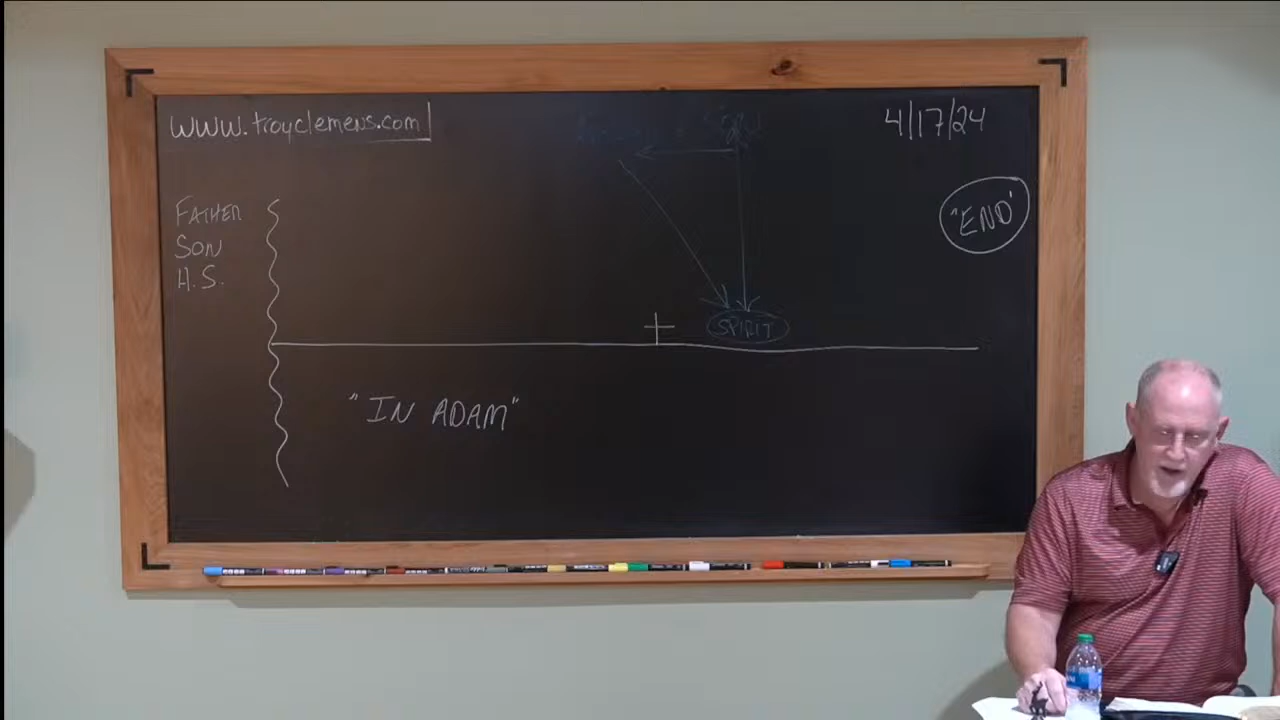 www.troyclemens.com
4/17/24
FATHER
SON
H.S.
"END"
SPIRIT
"IN ADAM"